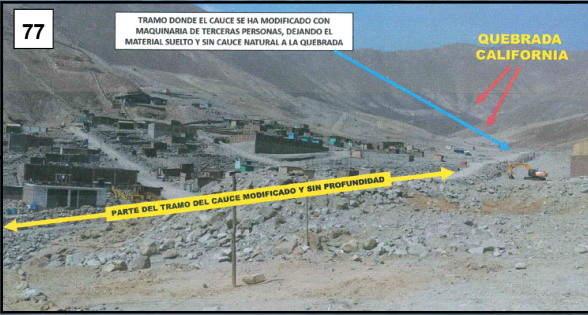 77
TRAMO DONDE EL CAUCE SE HA MODIFICADO CON
MAQUINARIA DE TERCERAS PERSONAS, DEJANDO EL
MATERIAL SUELTO Y SIN CAUCE NATURAL A LA QUEBRADA
QUEBRADA
CALIFORNIA
PARTE DEL TRAMO DEL CAUCE MODIFICADO Y SIN PROFUNDIDAD